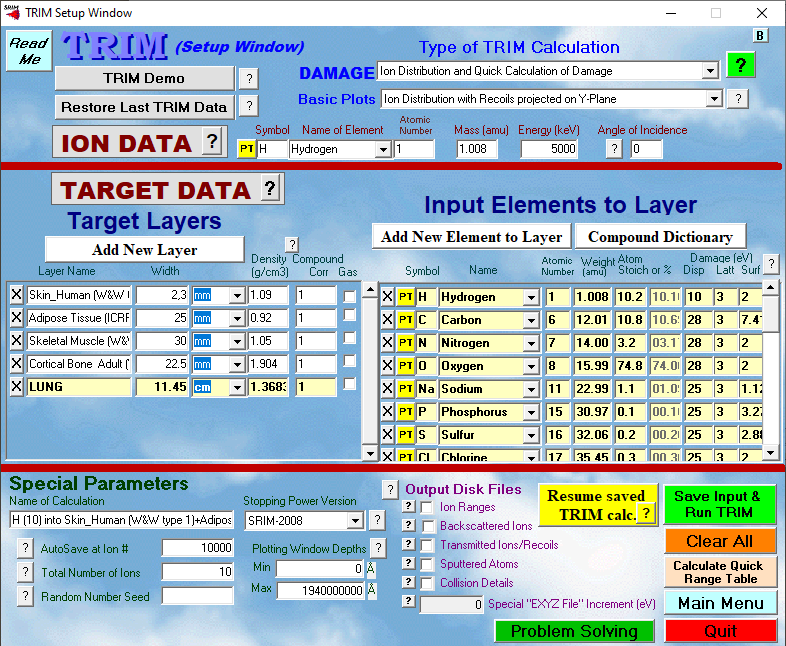 TRIM Setup Window
Read Me
TRIM (Setup Window)
Type of TRIM Calculation
B
TRIM Demo ?
DAMAGE Ion Distribution and Quick Calculation of Damage ?
Restore Last TRIM Data ?
Basic Plots Ion Distribution with Recoils projected on Y-Plane ?
ION DATA ?
Symbol Name of Element Atomic Number Mass (amu) Energy (keV) Angle of Incidence
PT H Hydrogen 1 1.008 5000 ? 0
TARGET DATA ?
Target Layers
Input Elements to Layer
Add New Layer ?
Add New Element to Layer Compound Dictionary
Layer Name Width Density (g/cm3) Compound Corr Gas
Symbol Name Atomic Number Weight (amu) Atom Stoich or % Damage (eV) Disp Latt Surf ?
X Skin_Human (W&W 2,3 mm 1.09 1
X Adipose Tissue (ICRF 25 mm 0.92 1
X Skeletal Muscle (W& 30 mm 1.05 1
X Cortical Bone Adult ( 22.5 mm 1.904 1
X LUNG 11.45 cm 1.3683 1
X PT H Hydrogen 1 1.008 10.2 10.1 10 3 2
X PT C Carbon 6 12.01 10.8 10.6 28 3 7.4
X PT N Nitrogen 7 14.00 3.2 03.1 28 3 2
X PT O Oxygen 8 15.99 74.8 74.0 28 3 2
X PT Na Sodium 11 22.99 1.1 01.0 25 3 1.12
X PT P Phosphorus 15 30.97 0.1 00.1 25 3 3.27
X PT S Sulfur 16 32.06 0.2 00.2 25 3 2.88
X PT Cl Chlorine 17 35.45 0.3 00.3 25 3 2
Special Parameters
Name of Calculation
H (10) into Skin_Human (W&W type 1)+Adipos
Stopping Power Version
SRIM-2008 ?
? AutoSave at Ion # 10000
? Total Number of Ions 10
? Random Number Seed
Plotting Window Depths ?
Min 0 Å
Max 1940000000 Å
? Output Disk Files
? Ion Ranges
? Backscattered Ions
? Transmitted Ions/Recoils
? Sputtered Atoms
? Collision Details
? 0 Special "EXYZ File" Increment (eV)
Resume saved TRIM calc. ?
Save Input & Run TRIM
Clear All
Calculate Quick Range Table
Main Menu
Problem Solving
Quit